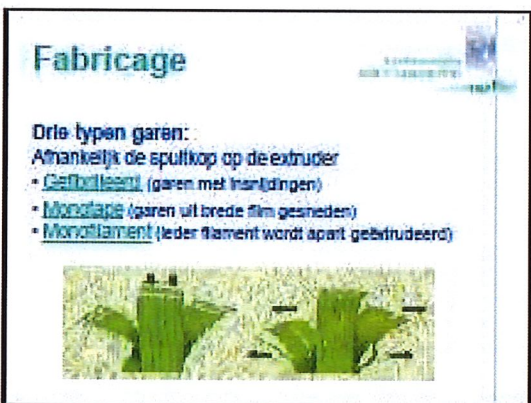 Fabricage
Drie typen garen:
Afhankelijk de spuitkop op de extruder
• Gefibrilleerd (garen met insnijdingen)
• Monotape (garen uit brede film gesneden)
• Monofilament (ieder filament wordt apart geëxtrudeerd)